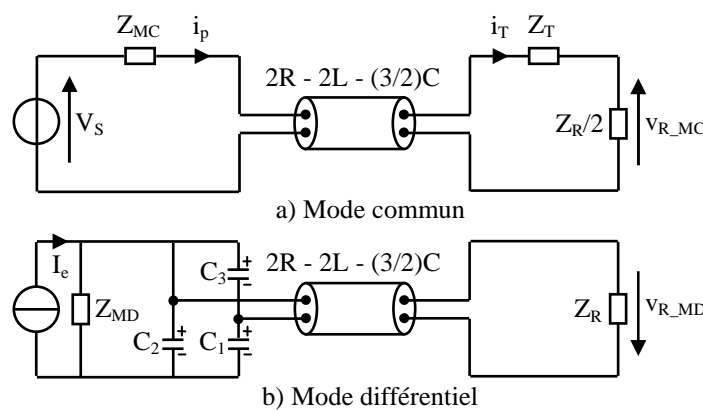 Z_MC i_p i_T Z_T
2R - 2L - (3/2)C
V_S Z_R/2 v_R_MC
a) Mode commun
I_e C_3 2R - 2L - (3/2)C
+
-
Z_MD Z_R v_R_MD
C_2 + - C_1 + -
b) Mode différentiel